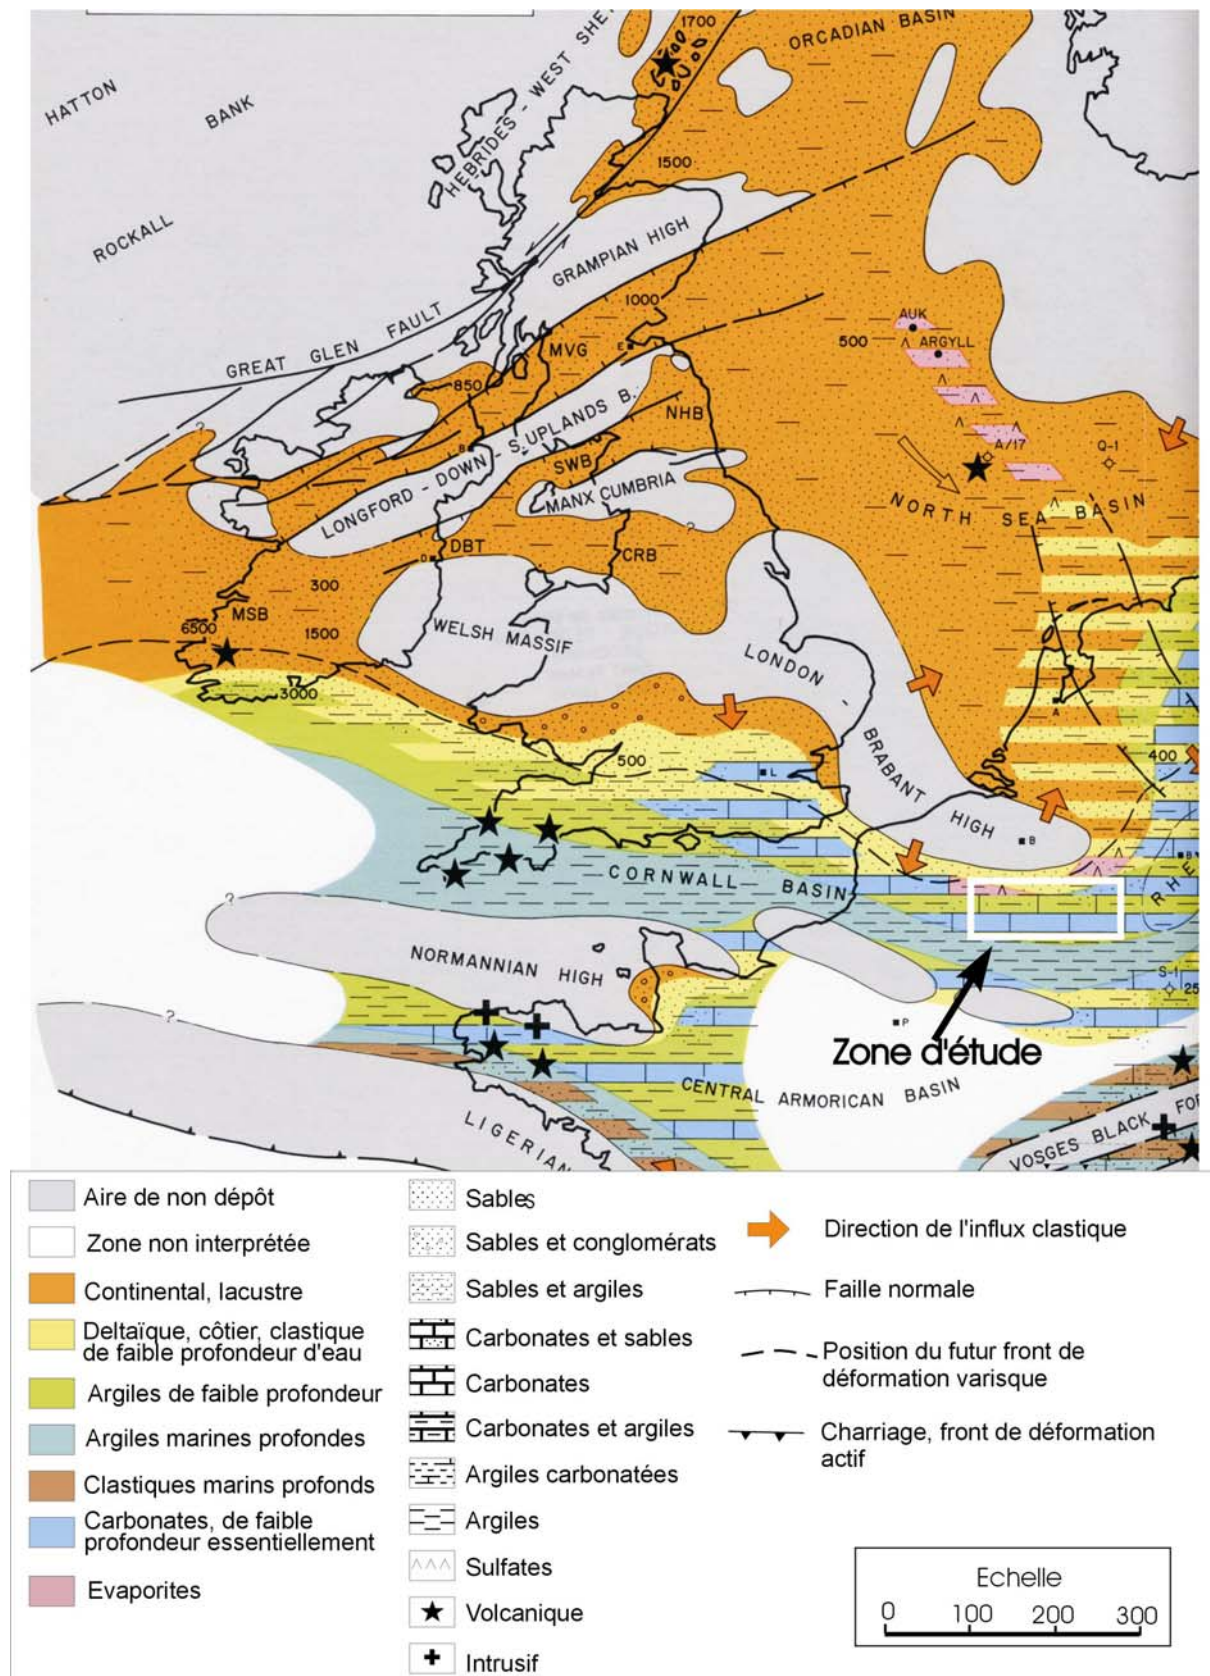 1700
ORCADIAN BASIN
HATTON
BANK
HEBRIDES - WEST SHET
1500
ROCKALL
GRAMPIAN HIGH
1000
GREAT GLEN FAULT
MVG
E
AUK
500
ARGYLL
850
?
LONGFORD - DOWN - S. UPLANDS B.
NHB
B
SWB
A/17
Q-1
MANX CUMBRIA
NORTH SEA BASIN
?
D
DBT
CRB
300
MSB
6500
1500
WELSH MASSIF
LONDON - BRABANT HIGH
3000
A
500
L
400
B
B
CORNWALL BASIN
RHE
?
NORMANNIAN HIGH
S-1
25
?
P
Zone d'étude
CENTRAL ARMORICAN BASIN
LIGERIAN
VOSGES BLACK FOR
Aire de non dépôt
Zone non interprétée
Continental, lacustre
Deltaïque, côtier, clastique
de faible profondeur d'eau
Argiles de faible profondeur
Argiles marines profondes
Clastiques marins profonds
Carbonates, de faible
profondeur essentiellement
Evaporites
Sables
Sables et conglomérats
Sables et argiles
Carbonates et sables
Carbonates
Carbonates et argiles
Argiles carbonatées
Argiles
Sulfates
Volcanique
Intrusif
Direction de l'influx clastique
Faille normale
Position du futur front de
déformation varisque
Charriage, front de déformation
actif
Echelle
0 100 200 300